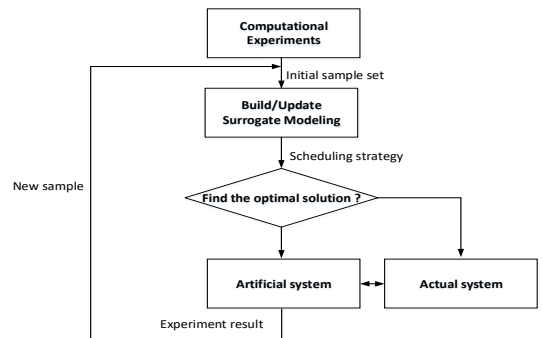 Computational
Experiments
Initial sample set
Build/Update
Surrogate Modeling
Scheduling strategy
New sample
Find the optimal solution ?
Artificial system
Actual system
Experiment result